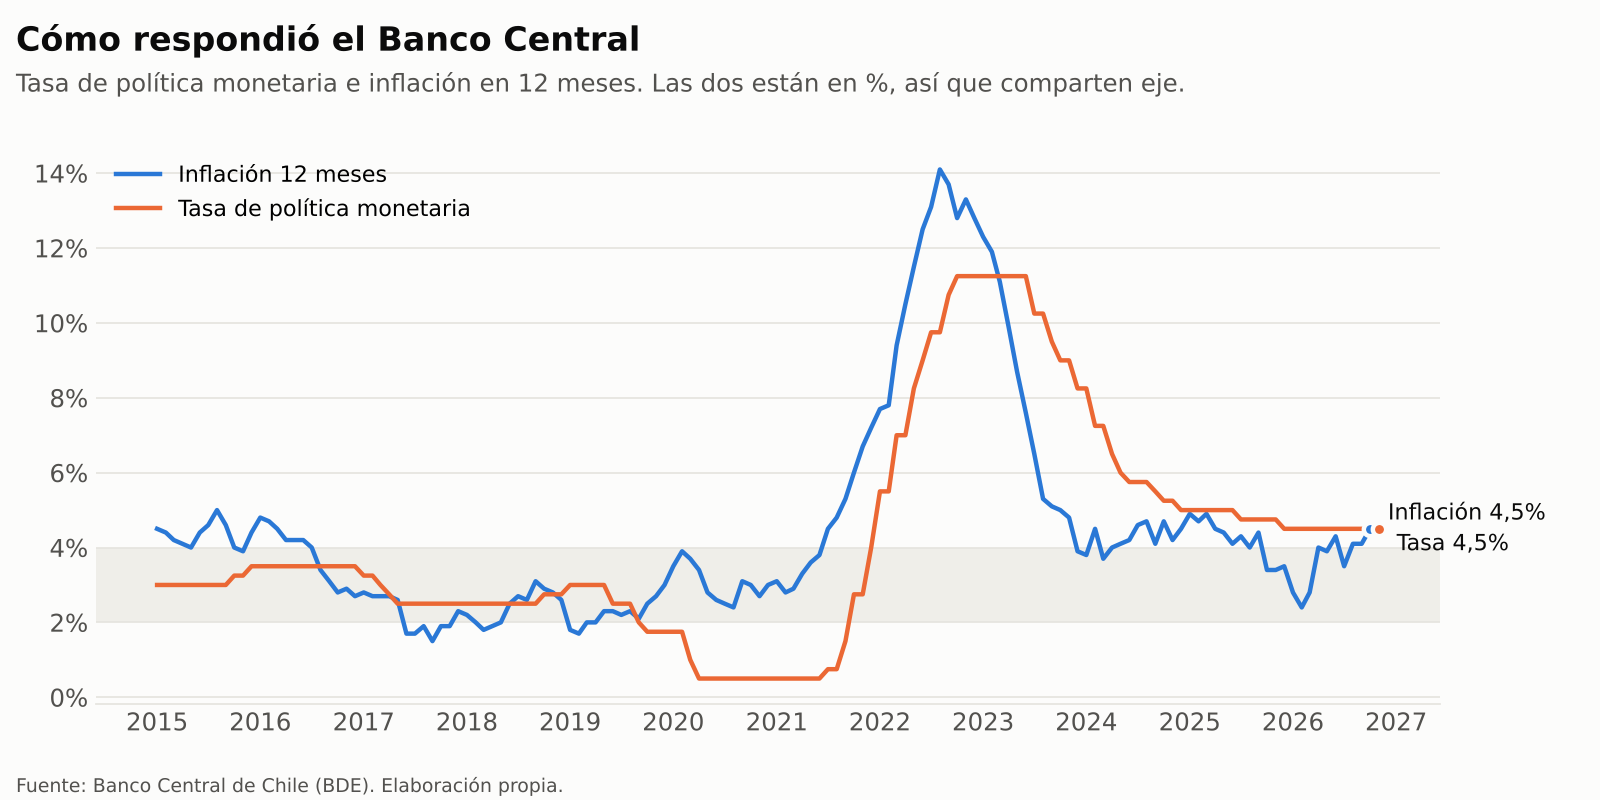 Cómo respondió el Banco Central
Tasa de política monetaria e inflación en 12 meses. Las dos están en %, así que comparten eje.
14%
Inflación 12 meses
Tasa de política monetaria
12%
10%
8%
6%
4%
2%
0%
Inflación 4,5%
Tasa 4,5%
2015 2016 2017 2018 2019 2020 2021 2022 2023 2024 2025 2026 2027
Fuente: Banco Central de Chile (BDE). Elaboración propia.